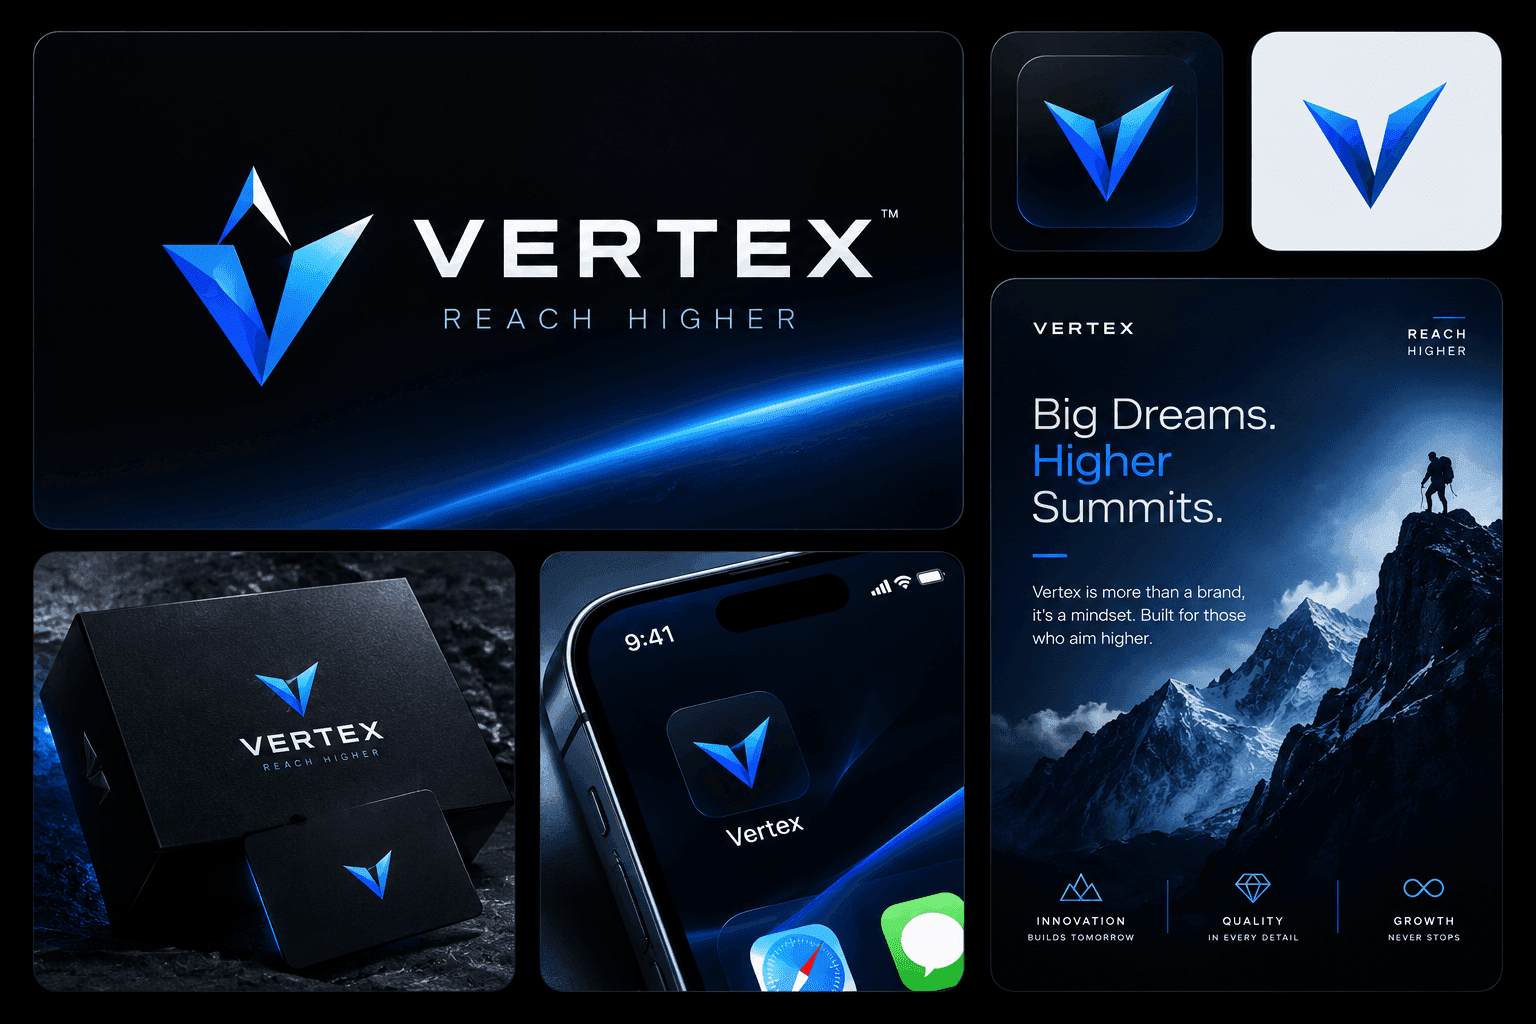 VERTEX™
REACH HIGHER
VERTEX
REACH
HIGHER
Big Dreams.
Higher
Summits.
Vertex is more than a brand,
it's a mindset. Built for those
who aim higher.
INNOVATION
BUILDS TOMORROW
QUALITY
IN EVERY DETAIL
GROWTH
NEVER STOPS
VERTEX
REACH HIGHER
9:41
Vertex